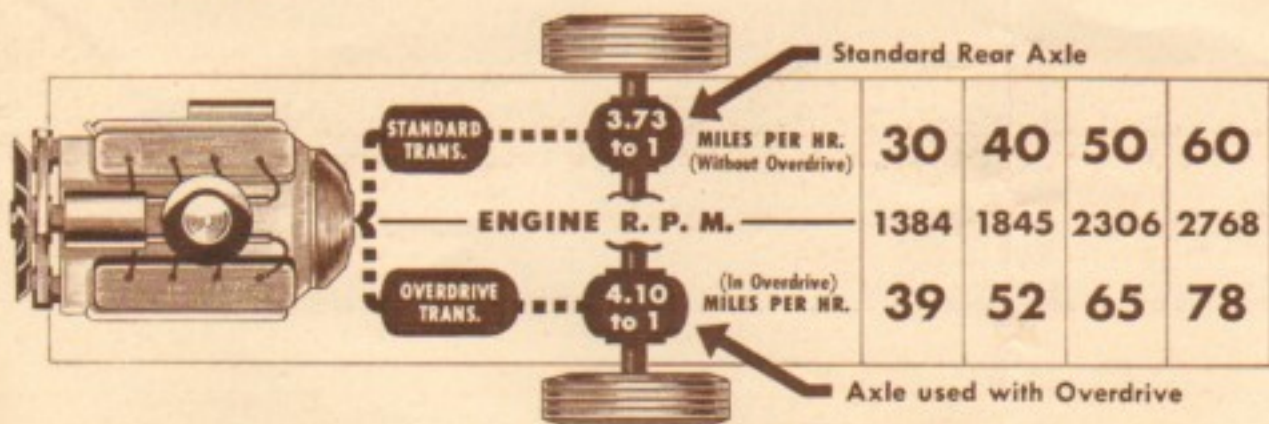 Standard Rear Axle
STANDARD TRANS.
3.73 to 1
MILES PER HR.
(Without Overdrive)
30 40 50 60
ENGINE R. P. M.
1384 1845 2306 2768
OVERDRIVE TRANS.
4.10 to 1
(In Overdrive)
MILES PER HR.
39 52 65 78
Axle used with Overdrive